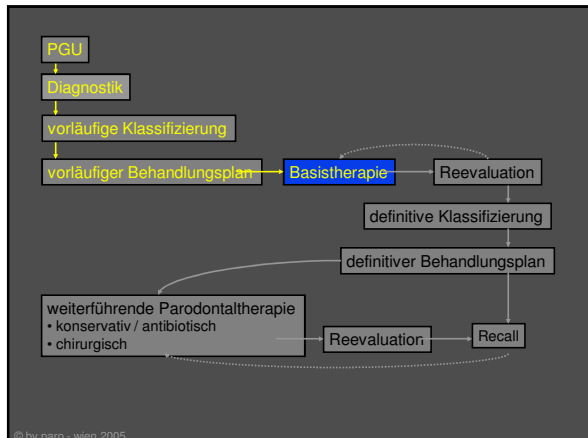 PGU
Diagnostik
vorläufige Klassifizierung
vorläufiger Behandlungsplan
Basistherapie
Reevaluation
definitive Klassifizierung
definitiver Behandlungsplan
weiterführende Parodontaltherapie
• konservativ / antibiotisch
• chirurgisch
Reevaluation
Recall
© by paro - wien 2005